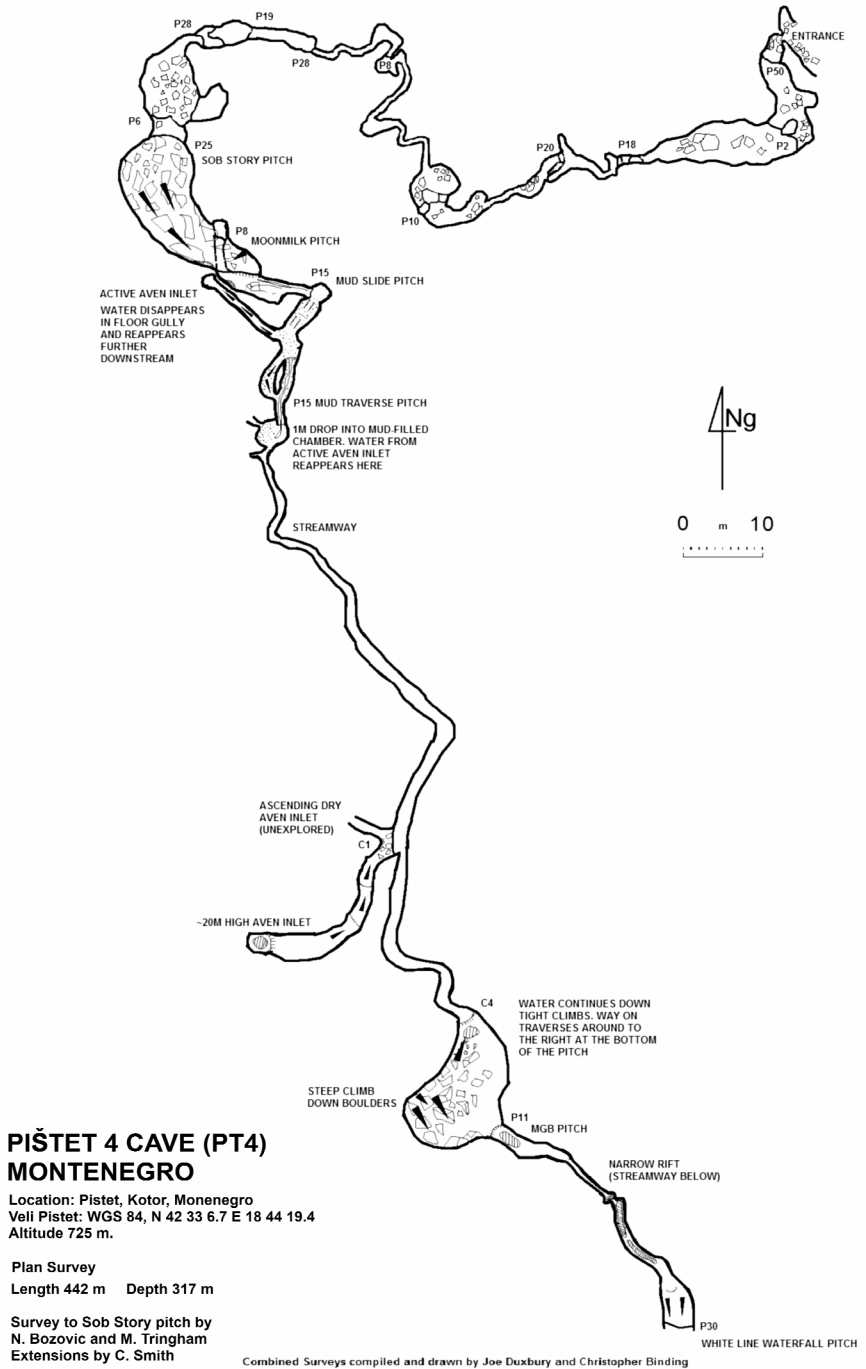 P28
P19
P28
P8
ENTRANCE
P50
P2
P18
P20
P10
P6
P25
SOB STORY PITCH
P8
MOONMILK PITCH
P15
MUD SLIDE PITCH
ACTIVE AVEN INLET
WATER DISAPPEARS
IN FLOOR GULLY
AND REAPPEARS
FURTHER
DOWNSTREAM
P15 MUD TRAVERSE PITCH
1M DROP INTO MUD-FILLED
CHAMBER. WATER FROM
ACTIVE AVEN INLET
REAPPEARS HERE
STREAMWAY
Ng
0 m 10
ASCENDING DRY
AVEN INLET
(UNEXPLORED)
C1
~20M HIGH AVEN INLET
C4
WATER CONTINUES DOWN
TIGHT CLIMBS. WAY ON
TRAVERSES AROUND TO
THE RIGHT AT THE BOTTOM
OF THE PITCH
STEEP CLIMB
DOWN BOULDERS
P11
MGB PITCH
NARROW RIFT
(STREAMWAY BELOW)
P30
WHITE LINE WATERFALL PITCH
PIŠTET 4 CAVE (PT4)
MONTENEGRO
Location: Pistet, Kotor, Monenegro
Veli Pistet: WGS 84, N 42 33 6.7 E 18 44 19.4
Altitude 725 m.
Plan Survey
Length 442 m Depth 317 m
Survey to Sob Story pitch by
N. Bozovic and M. Tringham
Extensions by C. Smith
Combined Surveys compiled and drawn by Joe Duxbury and Christopher Binding